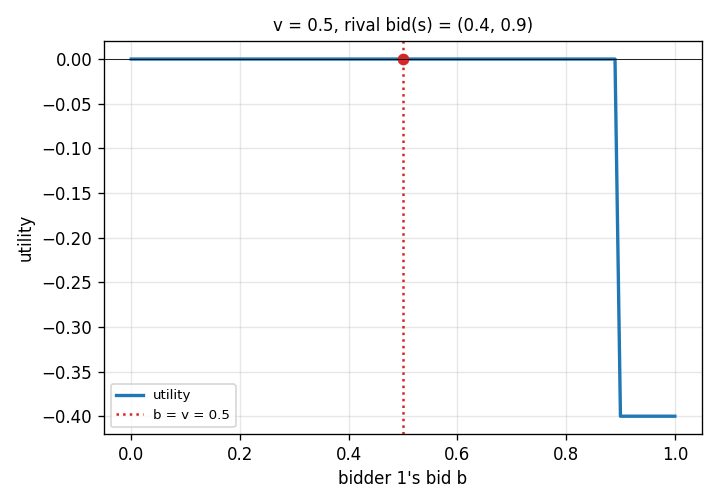 v = 0.5, rival bid(s) = (0.4, 0.9)
utility
0.00
−0.05
−0.10
−0.15
−0.20
−0.25
−0.30
−0.35
−0.40
utility
b = v = 0.5
0.0 0.2 0.4 0.6 0.8 1.0
bidder 1's bid b